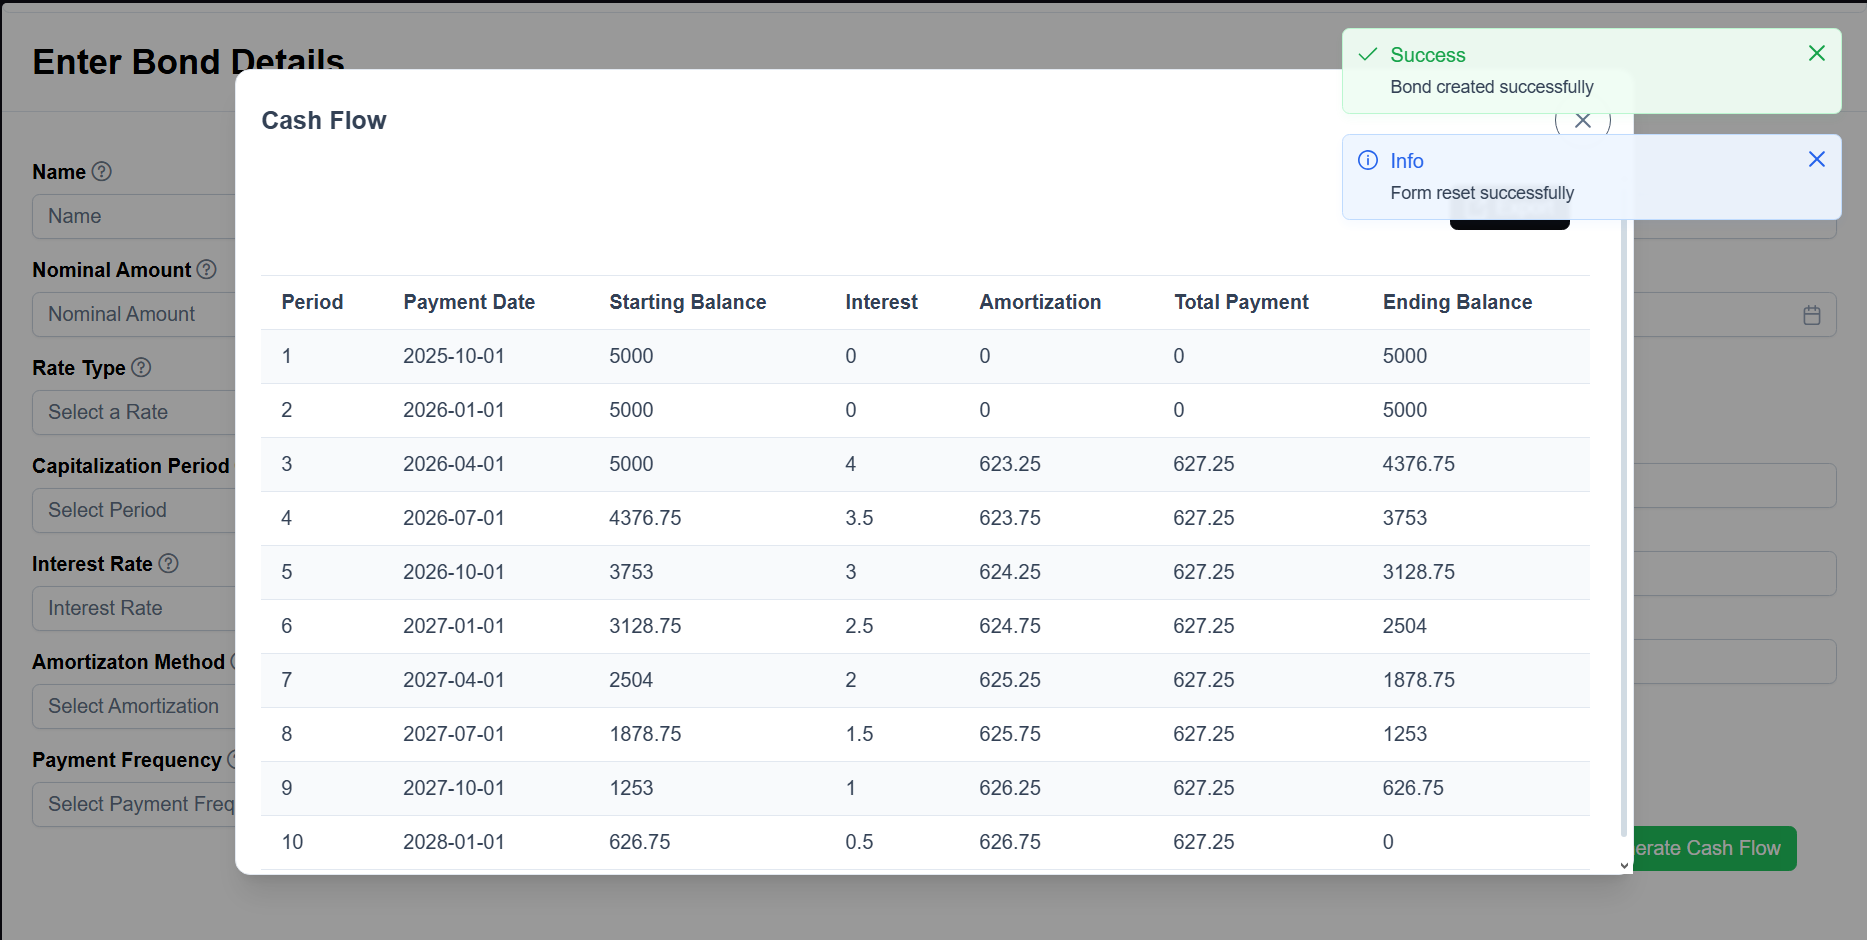 Enter Bond Details
Success
Bond created successfully
Info
Form reset successfully
Cash Flow
Name
Name
Nominal Amount
Nominal Amount
Rate Type
Select a Rate
Capitalization Period
Select Period
Interest Rate
Interest Rate
Amortizaton Method
Select Amortization
Payment Frequency
Select Payment Freq
Period Payment Date Starting Balance Interest Amortization Total Payment Ending Balance
1 2025-10-01 5000 0 0 0 5000
2 2026-01-01 5000 0 0 0 5000
3 2026-04-01 5000 4 623.25 627.25 4376.75
4 2026-07-01 4376.75 3.5 623.75 627.25 3753
5 2026-10-01 3753 3 624.25 627.25 3128.75
6 2027-01-01 3128.75 2.5 624.75 627.25 2504
7 2027-04-01 2504 2 625.25 627.25 1878.75
8 2027-07-01 1878.75 1.5 625.75 627.25 1253
9 2027-10-01 1253 1 626.25 627.25 626.75
10 2028-01-01 626.75 0.5 626.75 627.25 0
erate Cash Flow